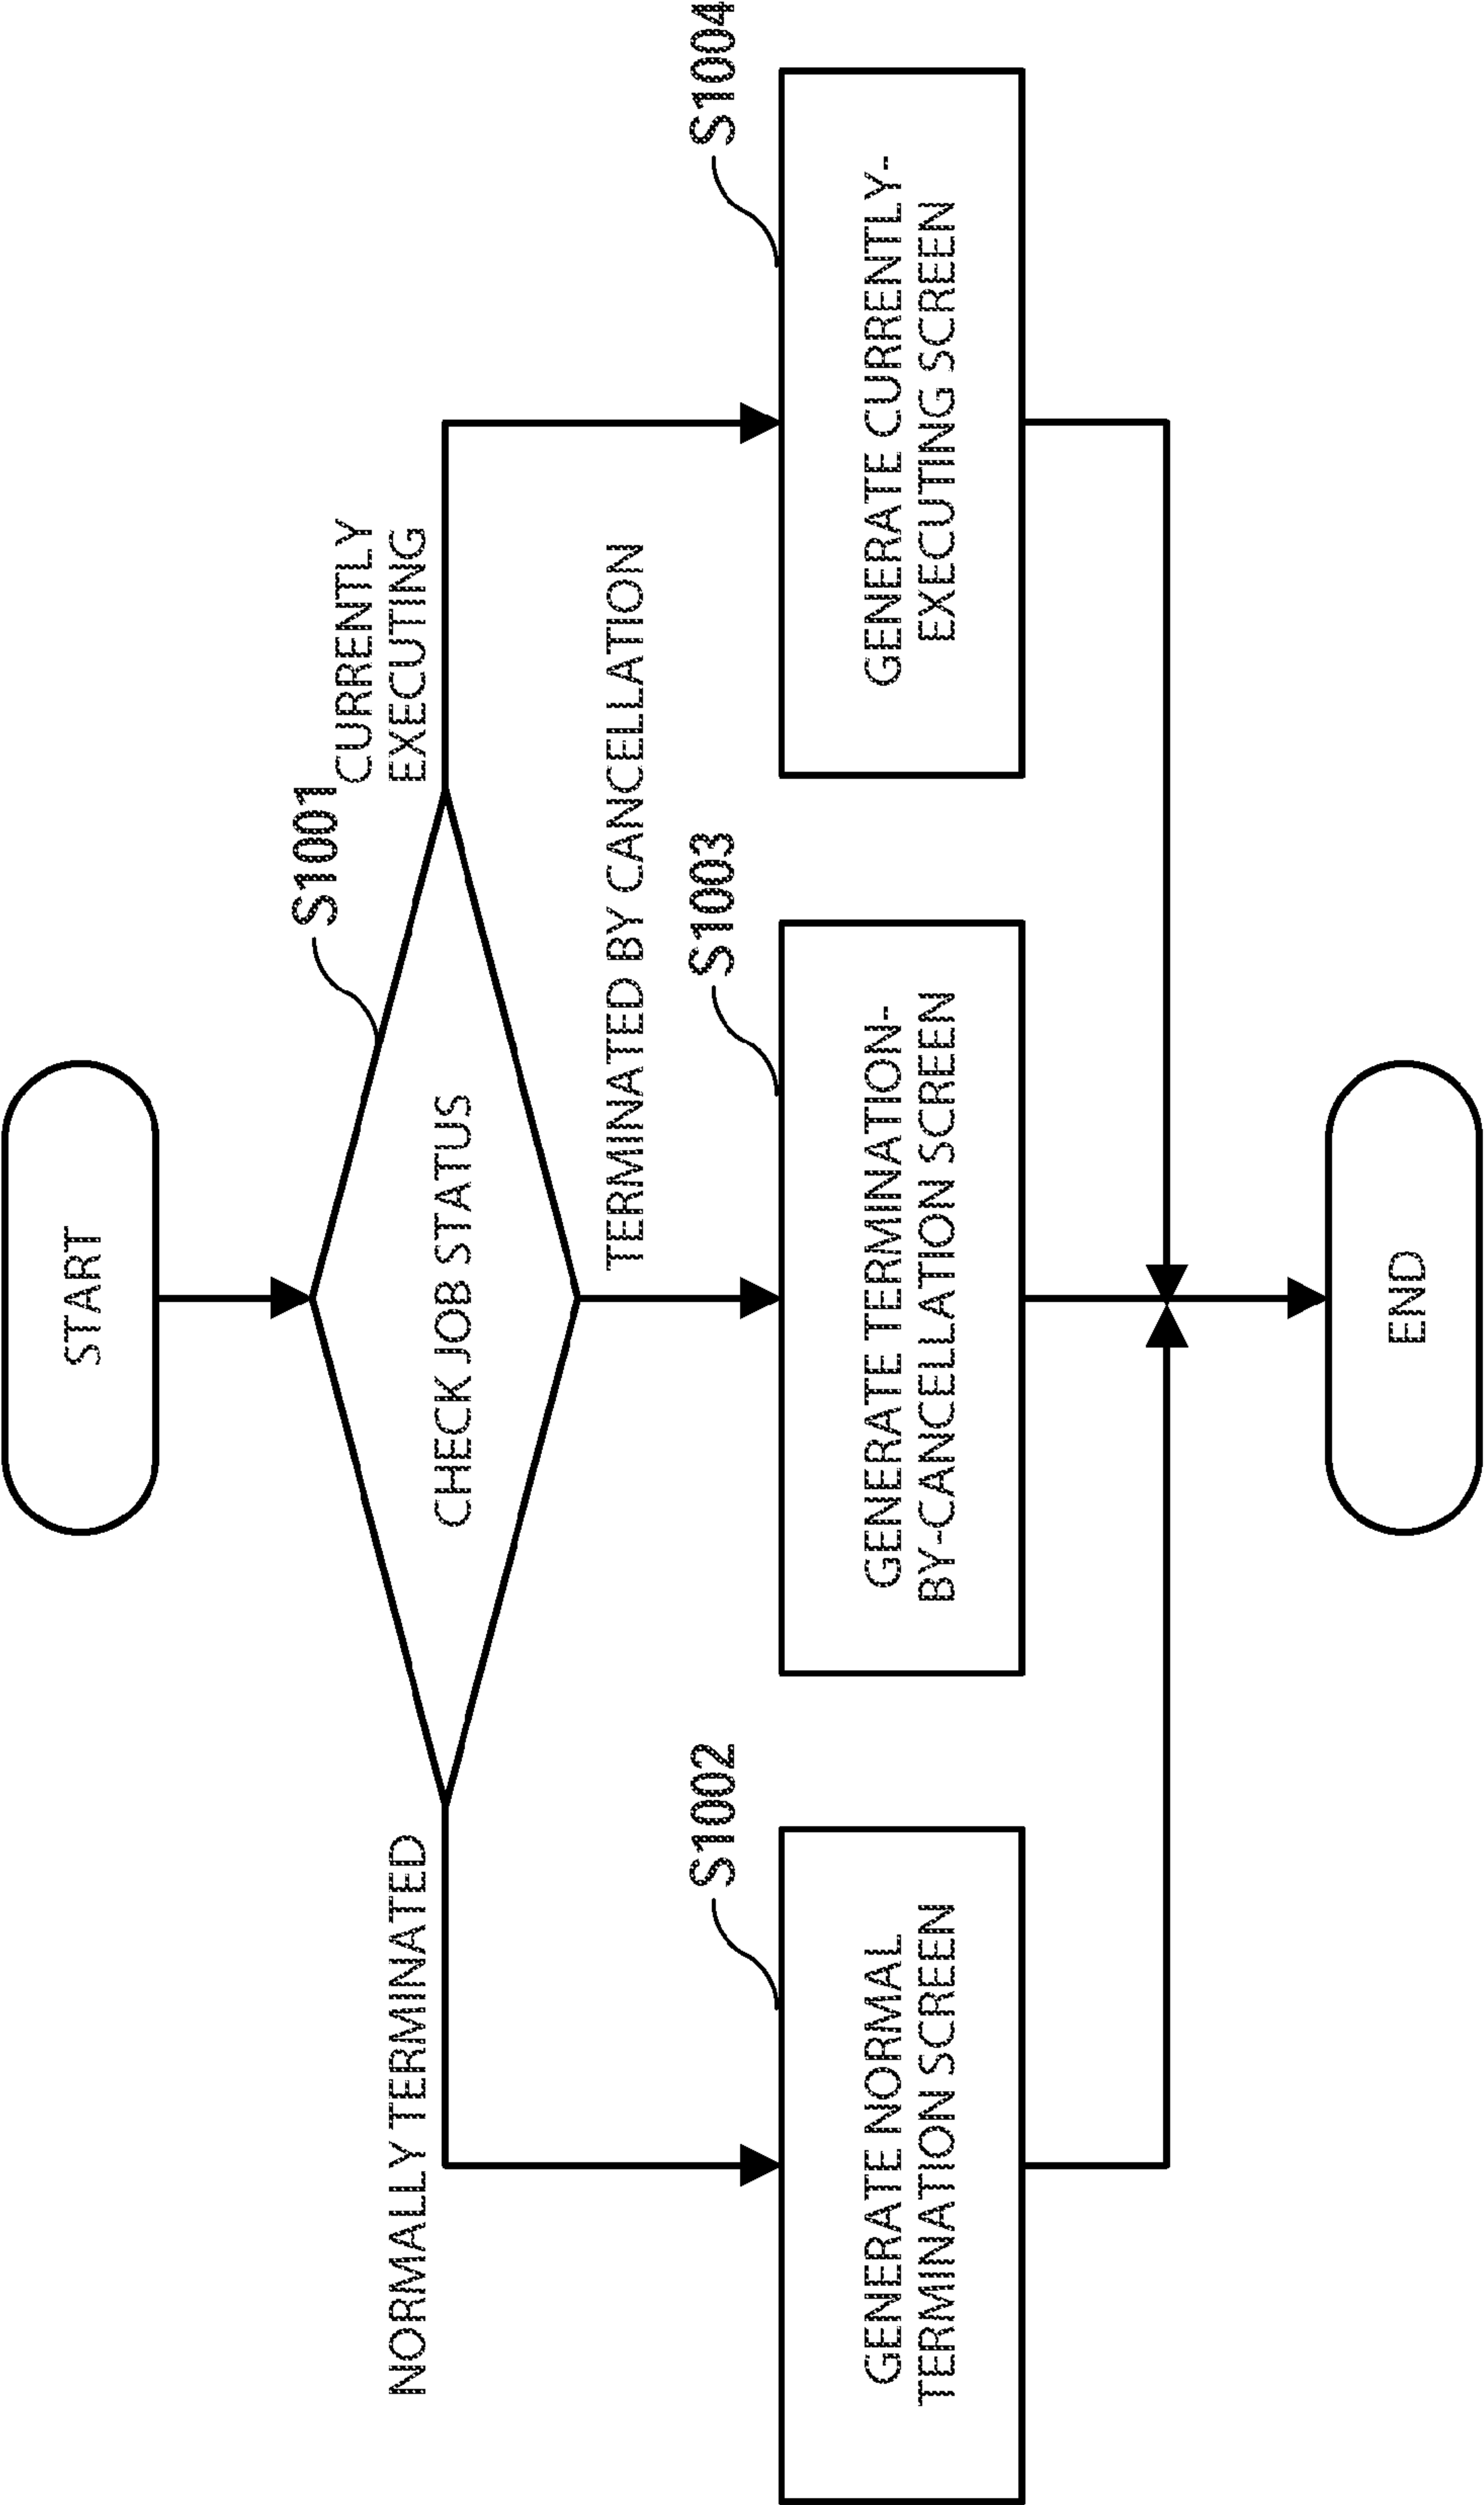 START
S1001
CHECK JOB STATUS
NORMALLY TERMINATED
CURRENTLY
EXECUTING
TERMINATED BY CANCELLATION
S1002
GENERATE NORMAL
TERMINATION SCREEN
S1003
GENERATE TERMINATION-
BY-CANCELLATION SCREEN
S1004
GENERATE CURRENTLY-
EXECUTING SCREEN
END